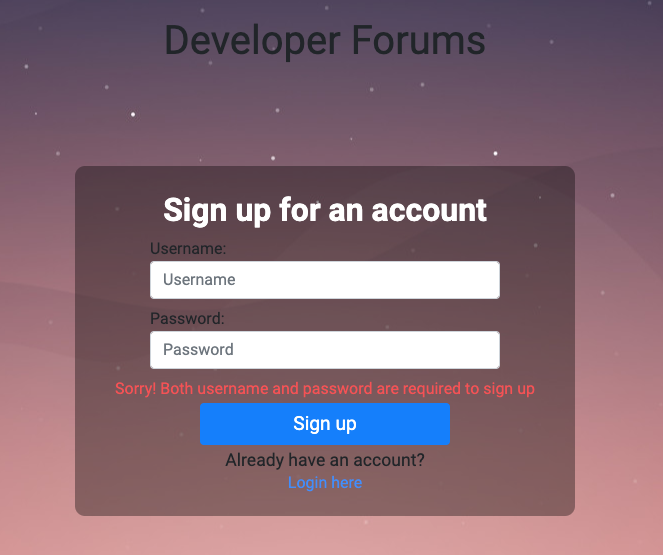 Developer Forums
Sign up for an account
Username:
Username
Password:
Password
Sorry! Both username and password are required to sign up
Sign up
Already have an account?
Login here